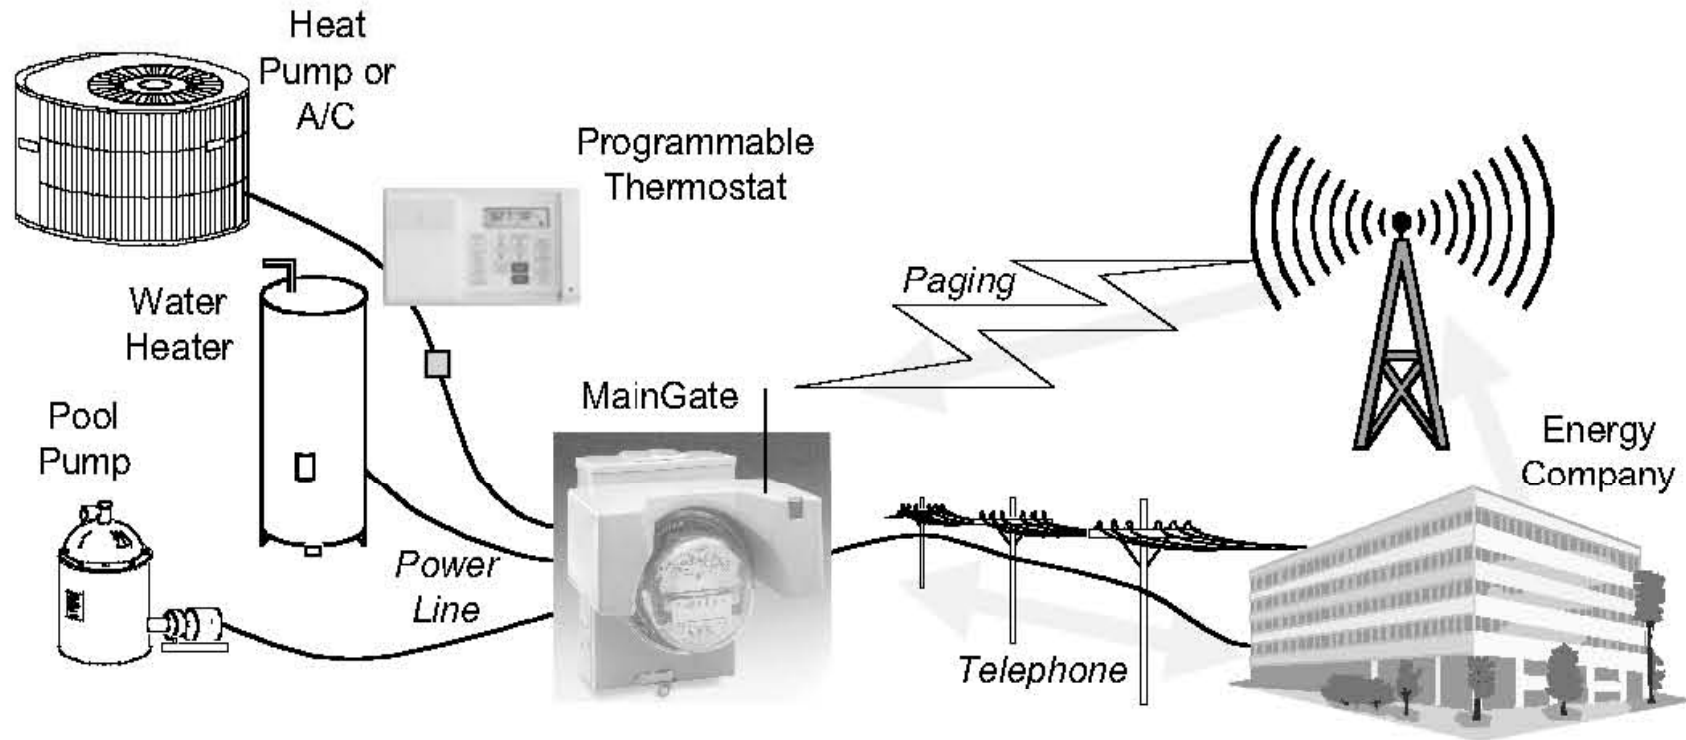 Heat
Pump or
A/C
Programmable
Thermostat
Water
Heater
Paging
MainGate
Pool
Pump
Energy
Company
Power
Line
Telephone